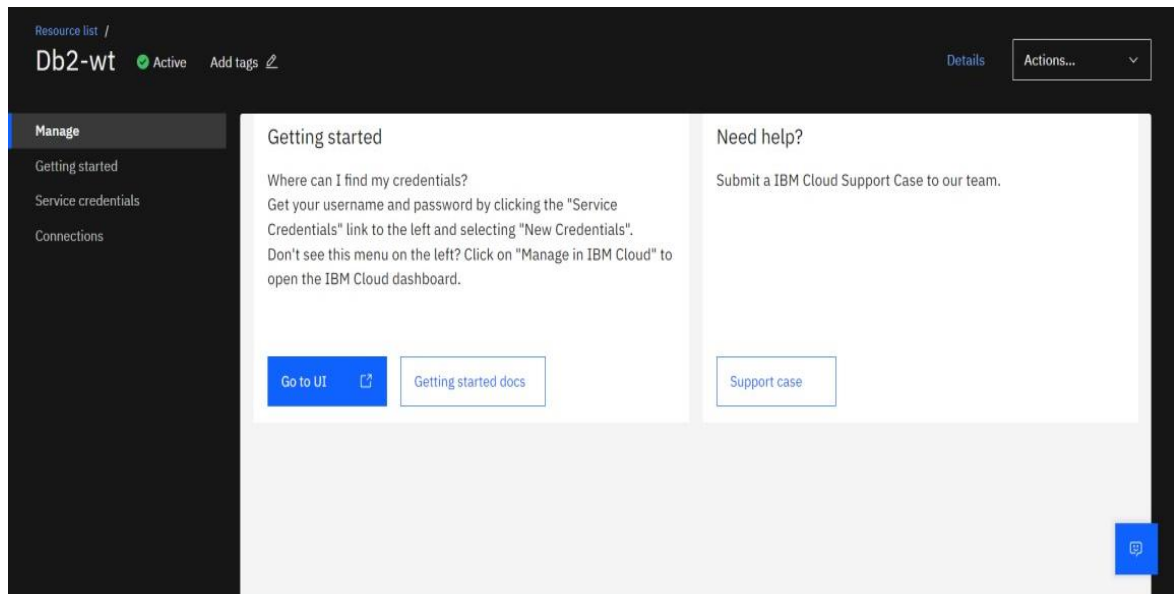 Resource list /
Db2-wt Active Add tags
Details Actions...
Manage
Getting started
Service credentials
Connections
Getting started
Where can I find my credentials?
Get your username and password by clicking the "Service
Credentials" link to the left and selecting "New Credentials".
Don't see this menu on the left? Click on "Manage in IBM Cloud" to
open the IBM Cloud dashboard.
Go to UI
Getting started docs
Need help?
Submit a IBM Cloud Support Case to our team.
Support case